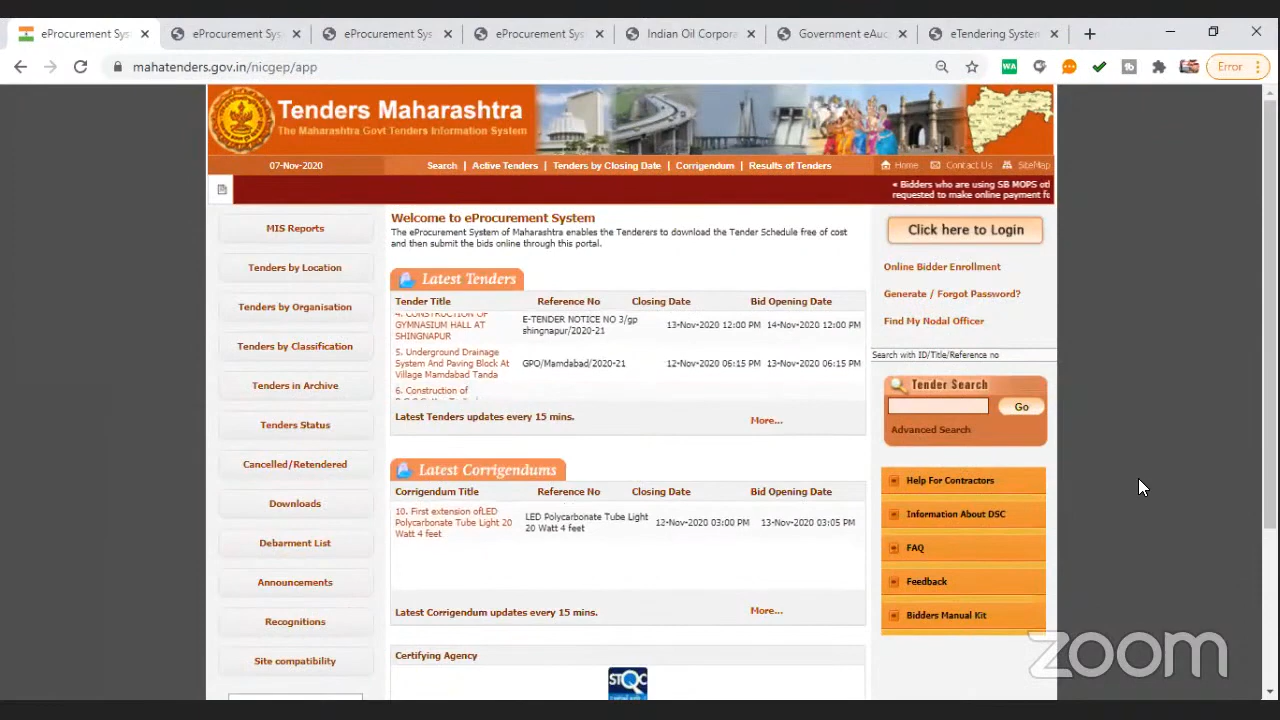 eProcurement Sys
eProcurement Sys
eProcurement Sys
eProcurement Sys
Indian Oil Corpora
Government eAuc
eTendering System
mahatenders.gov.in/nicgep/app
WA
Error
Tenders Maharashtra
The Maharashtra Govt Tenders Information System
07-Nov-2020
Search | Active Tenders | Tenders by Closing Date | Corrigendum | Results of Tenders
Home
Contact Us
SiteMap
« Bidders who are using SB MOPS oth
requested to make online payment fe
MIS Reports
Tenders by Location
Tenders by Organisation
Tenders by Classification
Tenders in Archive
Tenders Status
Cancelled/Retendered
Downloads
Debarment List
Announcements
Recognitions
Site compatibility
Welcome to eProcurement System
The eProcurement System of Maharashtra enables the Tenderers to download the Tender Schedule free of cost
and then submit the bids online through this portal.
Latest Tenders
Tender Title Reference No Closing Date Bid Opening Date
4. CONSTRUCTION OF
GYMNASIUM HALL AT
SHINGNAPUR
E-TENDER NOTICE NO 3/gp
shingnapur/2020-21
13-Nov-2020 12:00 PM 14-Nov-2020 12:00 PM
5. Underground Drainage
System And Paving Block At
Village Mamdabad Tanda
GPO/Mamdabad/2020-21
12-Nov-2020 06:15 PM 13-Nov-2020 06:15 PM
6. Construction of
Latest Tenders updates every 15 mins.
More...
Latest Corrigendums
Corrigendum Title Reference No Closing Date Bid Opening Date
10. First extension ofLED
Polycarbonate Tube Light 20
Watt 4 feet
LED Polycarbonate Tube Light
20 Watt 4 feet
12-Nov-2020 03:00 PM 13-Nov-2020 03:05 PM
Latest Corrigendum updates every 15 mins.
More...
Certifying Agency
STQC
Click here to Login
Online Bidder Enrollment
Generate / Forgot Password?
Find My Nodal Officer
Search with ID/Title/Reference no
Tender Search
Go
Advanced Search
Help For Contractors
Information About DSC
FAQ
Feedback
Bidders Manual Kit
zoom